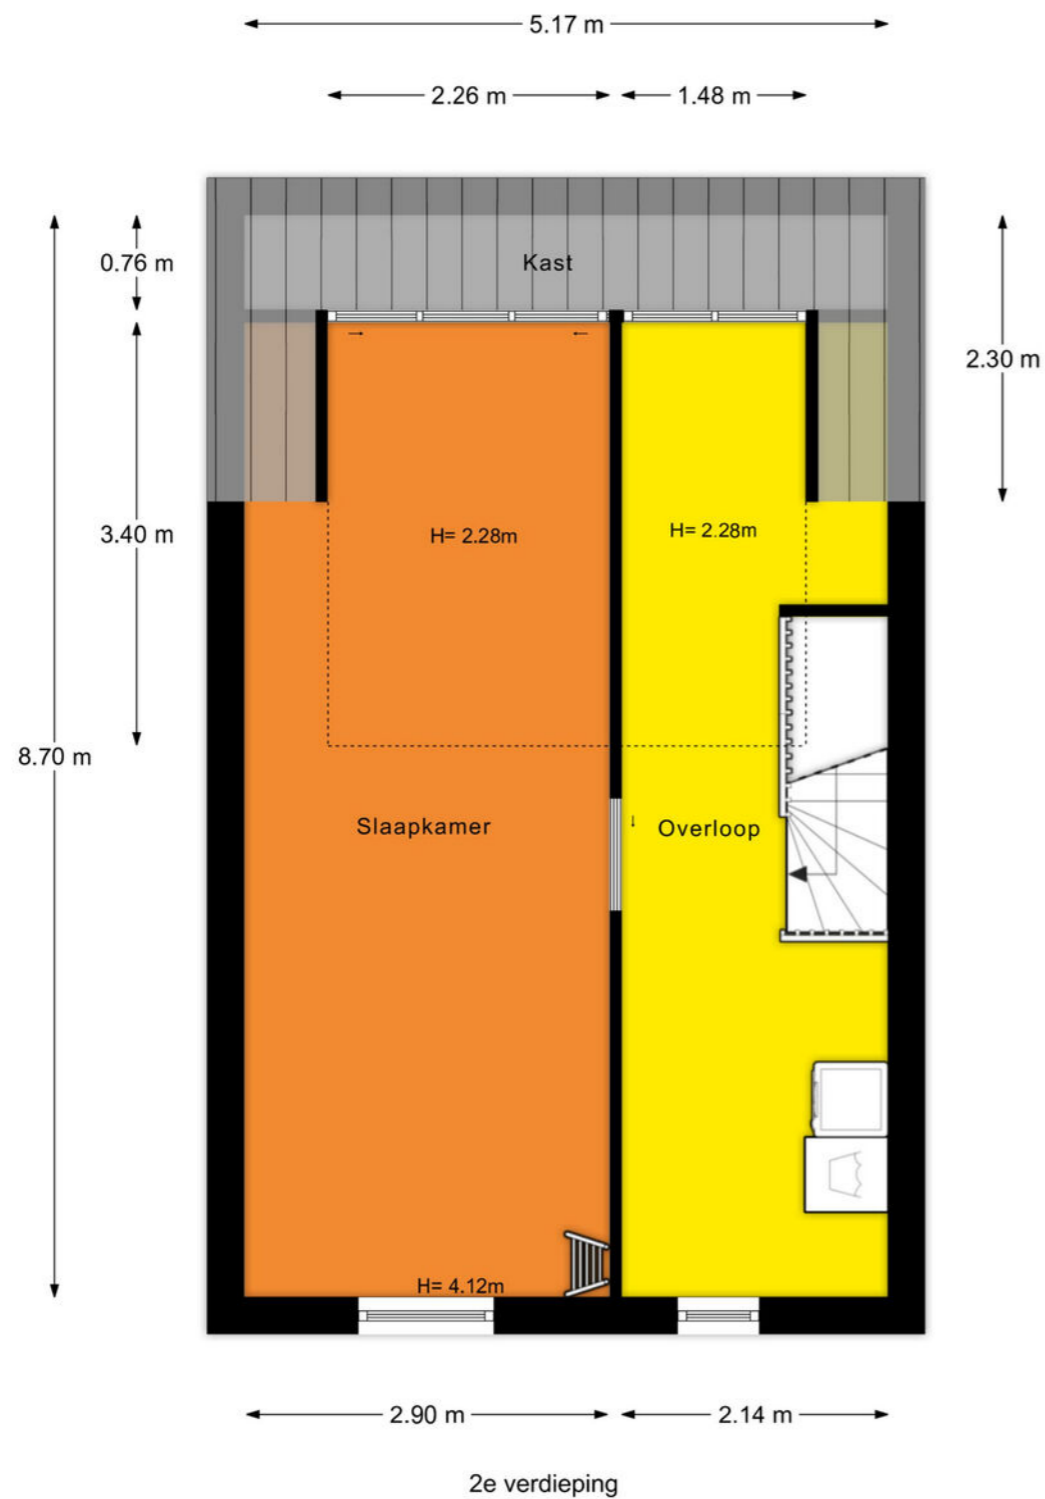 5.17 m
2.26 m
1.48 m
0.76 m
Kast
2.30 m
3.40 m
H= 2.28m
H= 2.28m
8.70 m
Slaapkamer
Overloop
H= 4.12m
2.90 m
2.14 m
2e verdieping